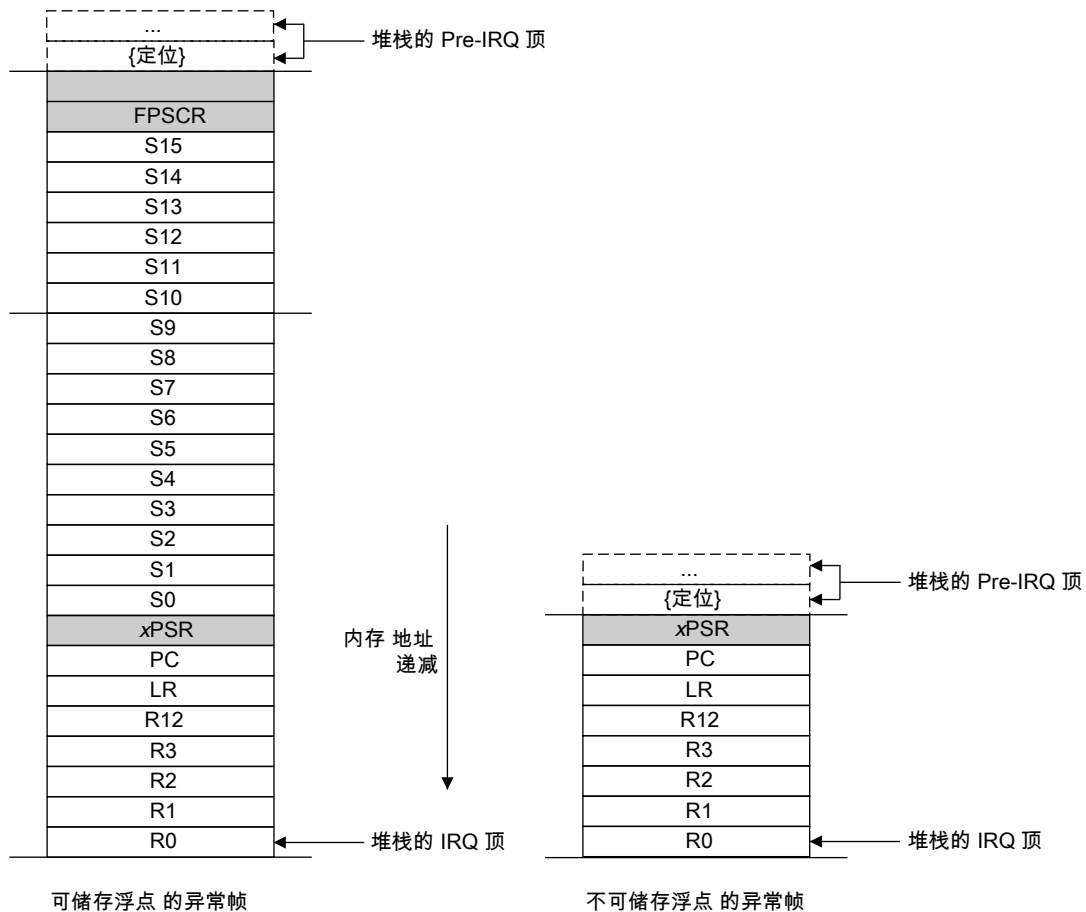 ...
{定位}
堆栈的 Pre-IRQ 顶
FPSCR
S15
S14
S13
S12
S11
S10
S9
S8
S7
S6
S5
S4
S3
S2
S1
S0
xPSR
PC
LR
R12
R3
R2
R1
R0
堆栈的 IRQ 顶
可储存浮点 的异常帧
内存 地址
递减
...
{定位}
堆栈的 Pre-IRQ 顶
xPSR
PC
LR
R12
R3
R2
R1
R0
堆栈的 IRQ 顶
不可储存浮点 的异常帧